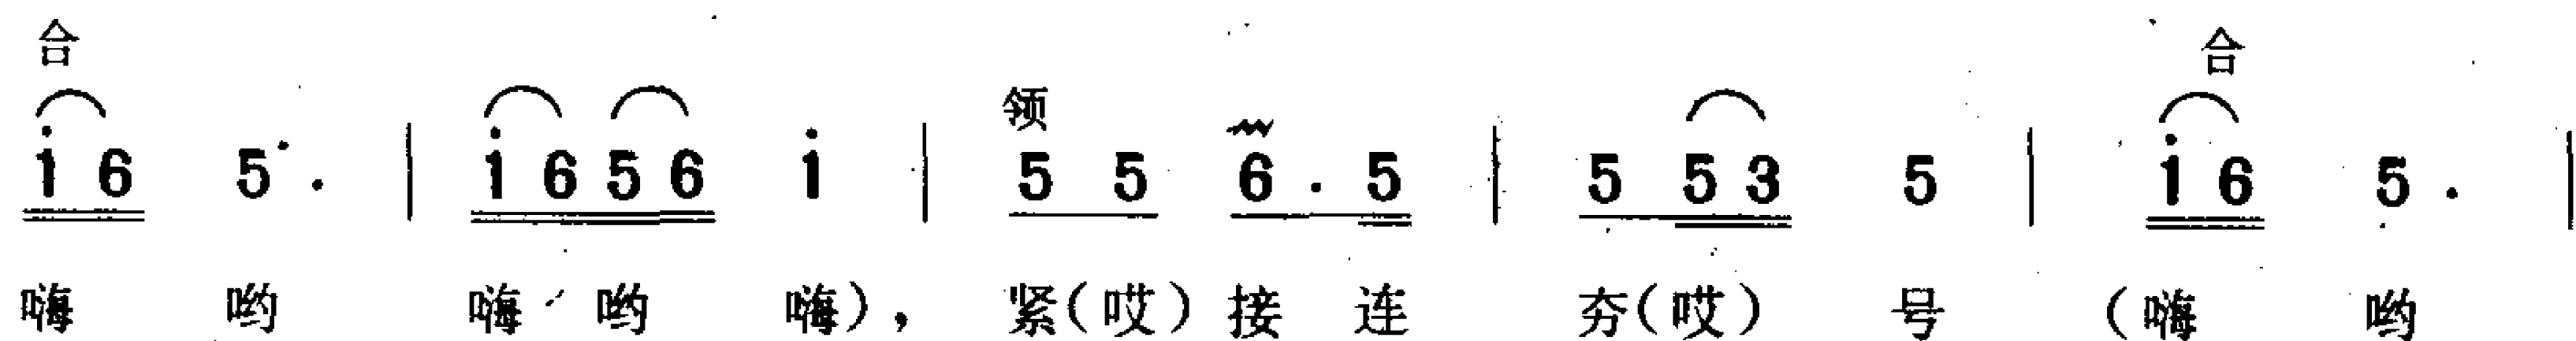 合 领 合
i 6 5 . | i 6 5 6 i | 5 5 6 . 5 | 5 5 3 5 | i 6 5 . |
嗨 哟 嗨 哟 嗨），紧（哎）接 连 夯（哎） 号 （嗨 哟